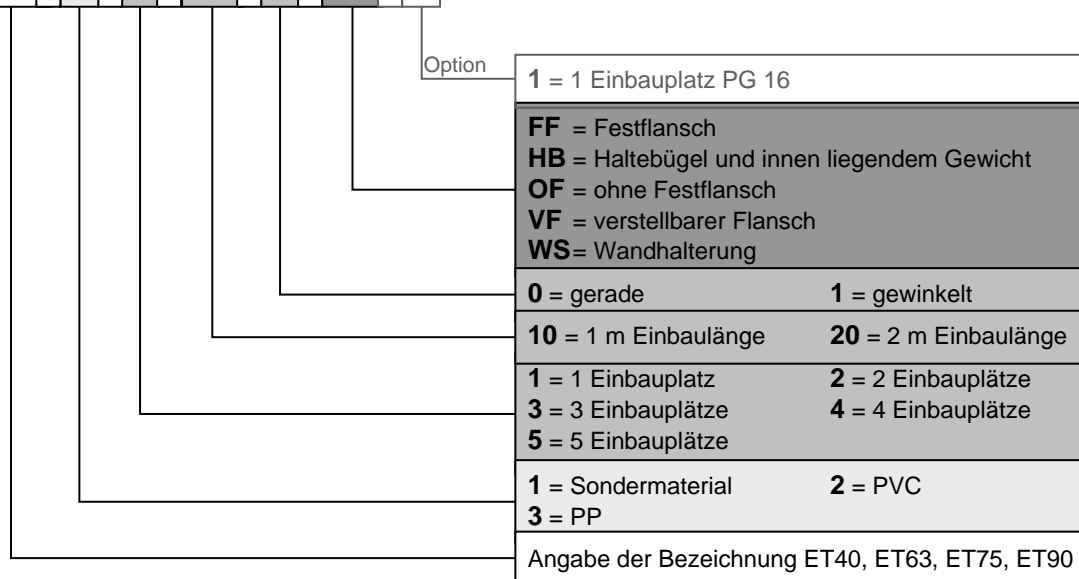 Option
1 = 1 Einbauplatz PG 16
FF = Festflansch
HB = Haltebügel und innen liegendem Gewicht
OF = ohne Festflansch
VF = verstellbarer Flansch
WS= Wandhalterung
0 = gerade 1 = gewinkelt
10 = 1 m Einbaulänge 20 = 2 m Einbaulänge
1 = 1 Einbauplatz 2 = 2 Einbauplätze
3 = 3 Einbauplätze 4 = 4 Einbauplätze
5 = 5 Einbauplätze
1 = Sondermaterial 2 = PVC
3 = PP
Angabe der Bezeichnung ET40, ET63, ET75, ET90